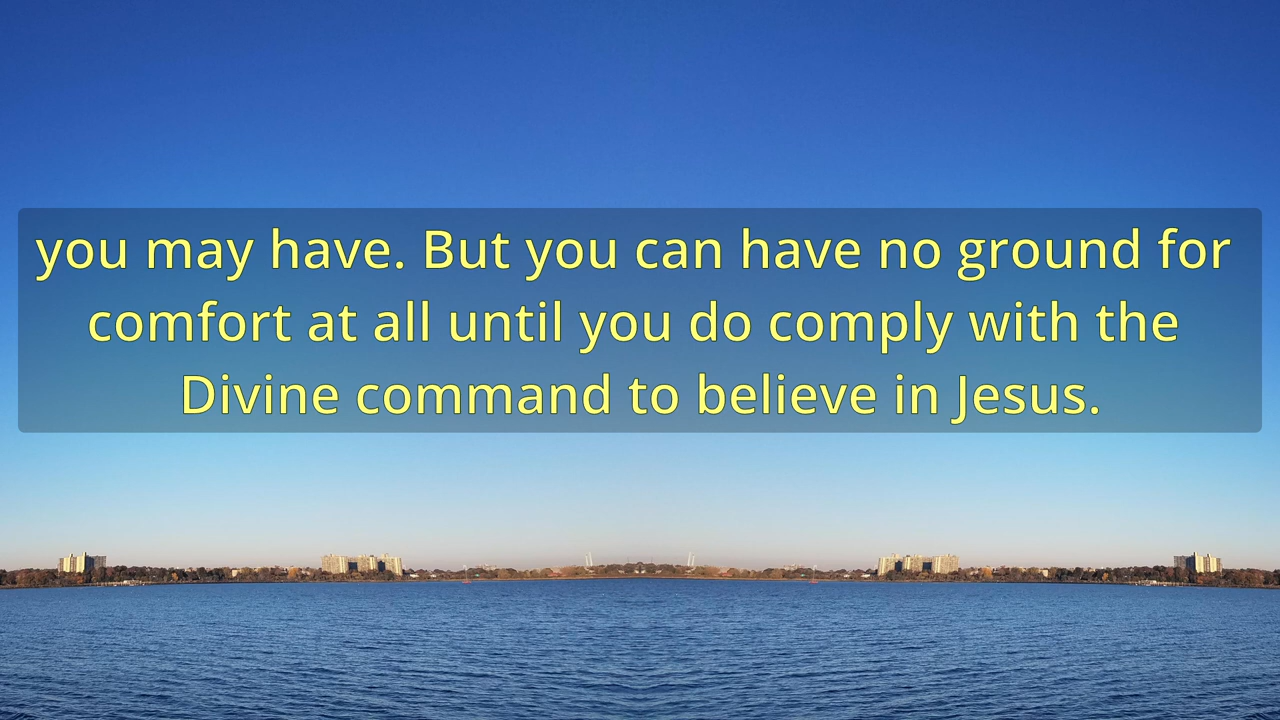 you may have. But you can have no ground for
comfort at all until you do comply with the
Divine command to believe in Jesus.